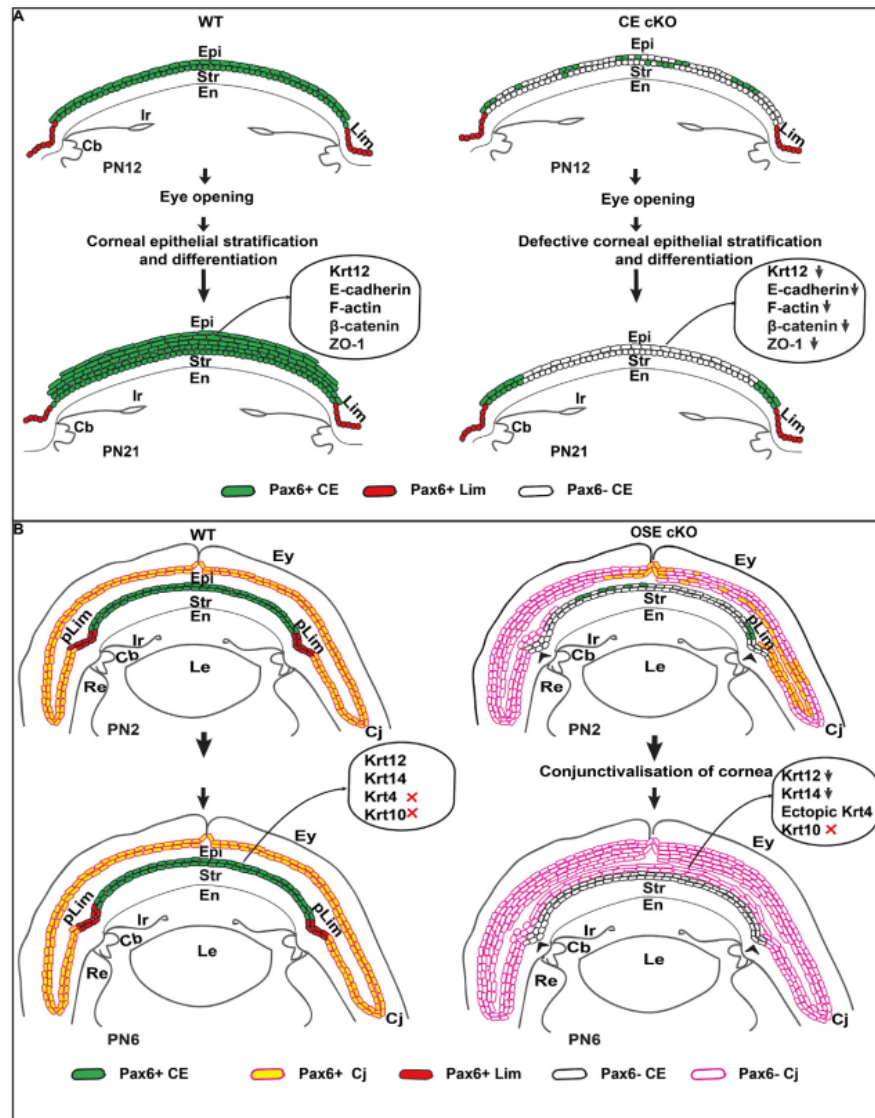 A
WT
CE cKO
Epi
Str
En
Ir
Cb
Lim
PN12
Epi
Str
En
Lim
PN12
Eye opening
Eye opening
Corneal epithelial stratification
and differentiation
Defective corneal epithelial stratification
and differentiation
Krt12
E-cadherin
F-actin
β-catenin
ZO-1
Krt12
E-cadherin
F-actin
β-catenin
ZO-1
Epi
Str
En
Ir
Cb
Lim
PN21
Epi
Str
En
Ir
Cb
Lim
PN21
Pax6+ CE
Pax6+ Lim
Pax6- CE
B
WT
OSE cKO
Ey
Epi
Str
En
pLim
pLim
Ir
Cb
Le
Re
PN2
Cj
Ey
Epi
Str
En
pLim
Ir
Cb
Le
Re
PN2
Cj
Krt12
Krt14
Krt4
Krt10
Conjunctivalisation of cornea
Krt12
Krt14
Ectopic Krt4
Krt10
Ey
Epi
Str
En
pLim
pLim
Ir
Cb
Le
Re
PN6
Cj
Ey
Str
En
Ir
Cb
Le
Re
PN6
Cj
Pax6+ CE
Pax6+ Cj
Pax6+ Lim
Pax6- CE
Pax6- Cj